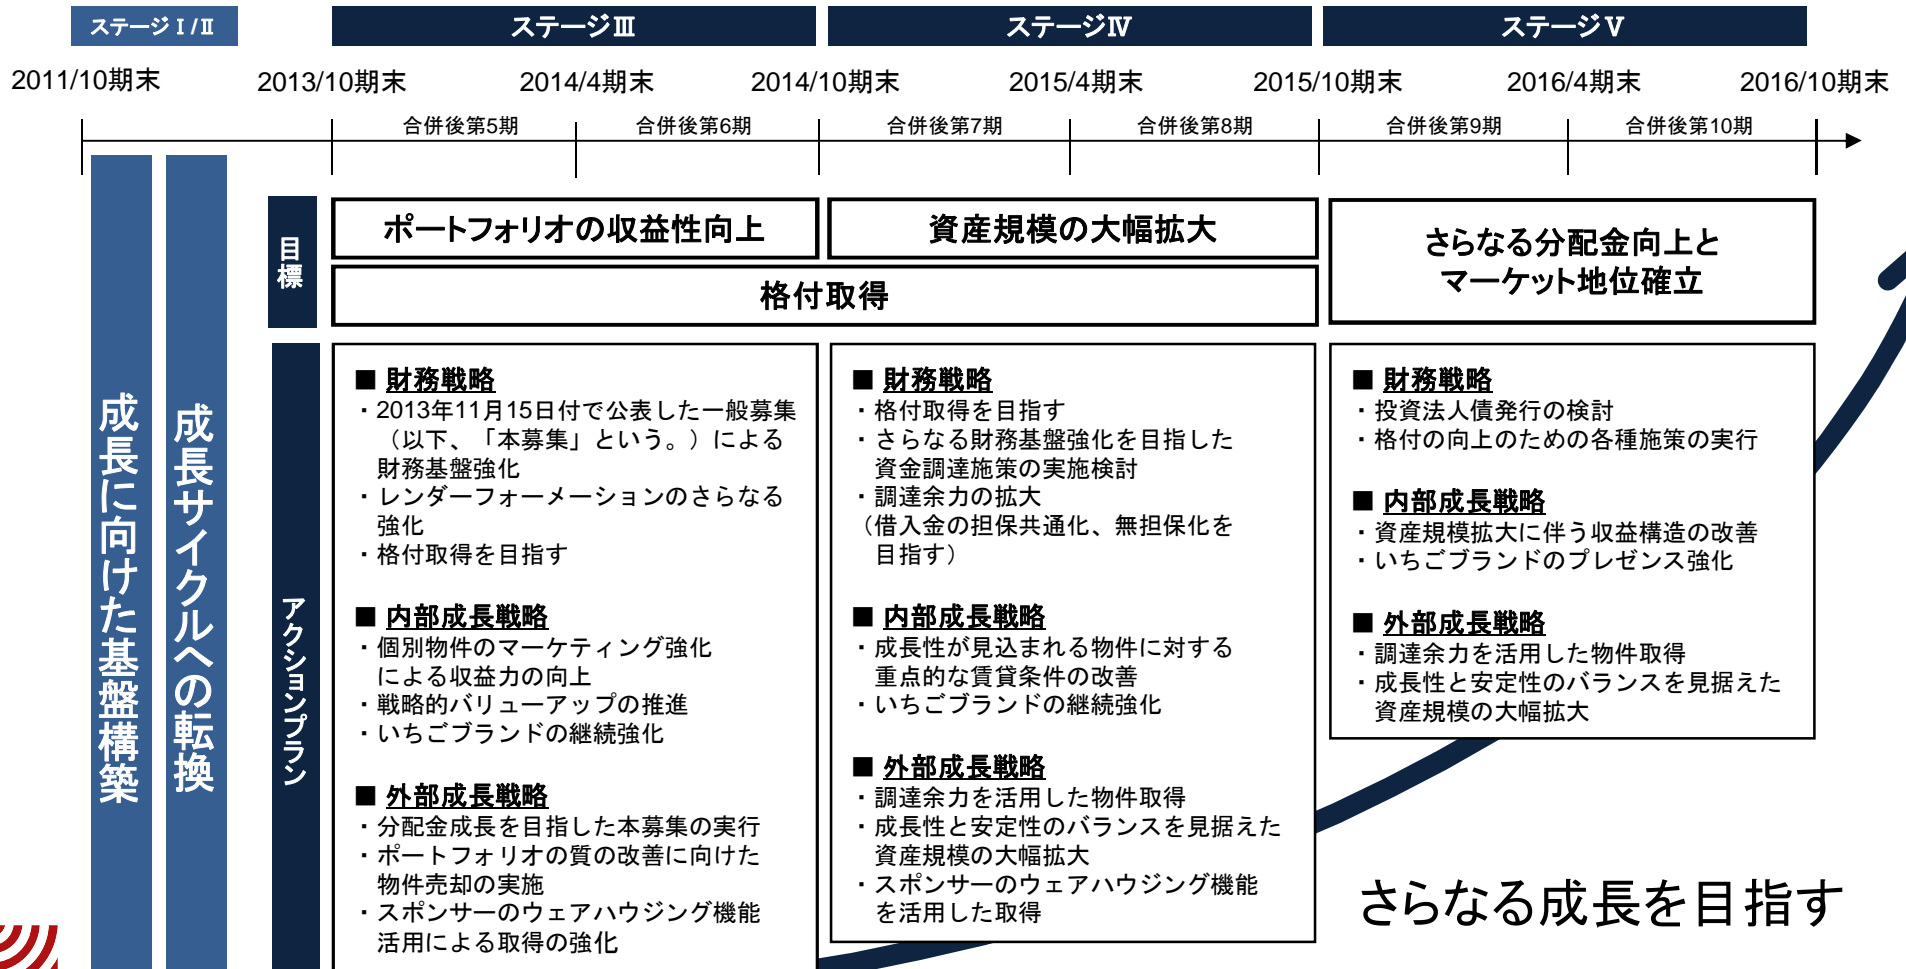 ステージⅠ/Ⅱ
ステージⅢ
ステージⅣ
ステージⅤ
2011/10期末
2013/10期末
2014/4期末
2014/10期末
2015/4期末
2015/10期末
2016/4期末
2016/10期末
合併後第5期
合併後第6期
合併後第7期
合併後第8期
合併後第9期
合併後第10期
成長に向けた基盤構築
成長サイクルへの転換
目標
ポートフォリオの収益性向上
資産規模の大幅拡大
格付取得
さらなる分配金向上と
マーケット地位確立
アクションプラン
■ 財務戦略
・2013年11月15日付で公表した一般募集
（以下、「本募集」という。）による
財務基盤強化
・レンダーフォーメーションのさらなる
強化
・格付取得を目指す
■ 内部成長戦略
・個別物件のマーケティング強化
による収益力の向上
・戦略的バリューアップの推進
・いちごブランドの継続強化
■ 外部成長戦略
・分配金成長を目指した本募集の実行
・ポートフォリオの質の改善に向けた
物件売却の実施
・スポンサーのウェアハウジング機能
活用による取得の強化
■ 財務戦略
・格付取得を目指す
・さらなる財務基盤強化を目指した
資金調達施策の実施検討
・調達余力の拡大
（借入金の担保共通化、無担保化を
目指す）
■ 内部成長戦略
・成長性が見込まれる物件に対する
重点的な賃貸条件の改善
・いちごブランドの継続強化
■ 外部成長戦略
・調達余力を活用した物件取得
・成長性と安定性のバランスを見据えた
資産規模の大幅拡大
・スポンサーのウェアハウジング機能
を活用した取得
■ 財務戦略
・投資法人債発行の検討
・格付の向上のための各種施策の実行
■ 内部成長戦略
・資産規模拡大に伴う収益構造の改善
・いちごブランドのプレゼンス強化
■ 外部成長戦略
・調達余力を活用した物件取得
・成長性と安定性のバランスを見据えた
資産規模の大幅拡大
さらなる成長を目指す